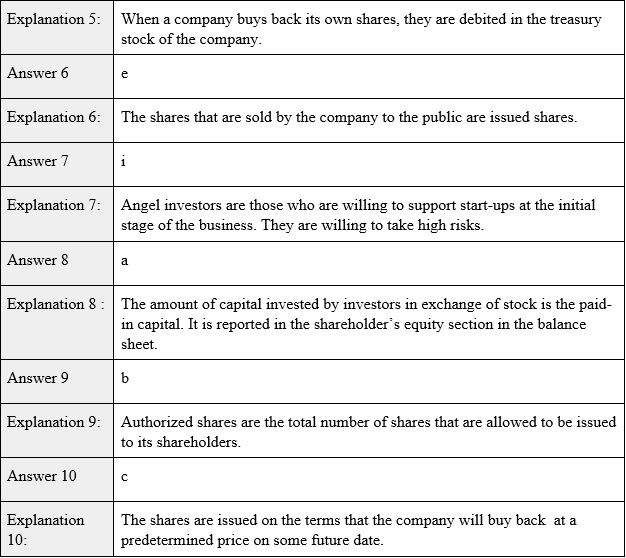 Explanation 5:
When a company buys back its own shares, they are debited in the treasury
stock of the company.
Answer 6
e
Explanation 6:
The shares that are sold by the company to the public are issued shares.
Answer 7
i
Explanation 7:
Angel investors are those who are willing to support start-ups at the initial
stage of the business. They are willing to take high risks.
Answer 8
a
Explanation 8 :
The amount of capital invested by investors in exchange of stock is the paid-
in capital. It is reported in the shareholder’s equity section in the balance
sheet.
Answer 9
b
Explanation 9:
Authorized shares are the total number of shares that are allowed to be issued
to its shareholders.
Answer 10
c
Explanation
10:
The shares are issued on the terms that the company will buy back  at a
predetermined price on some future date.